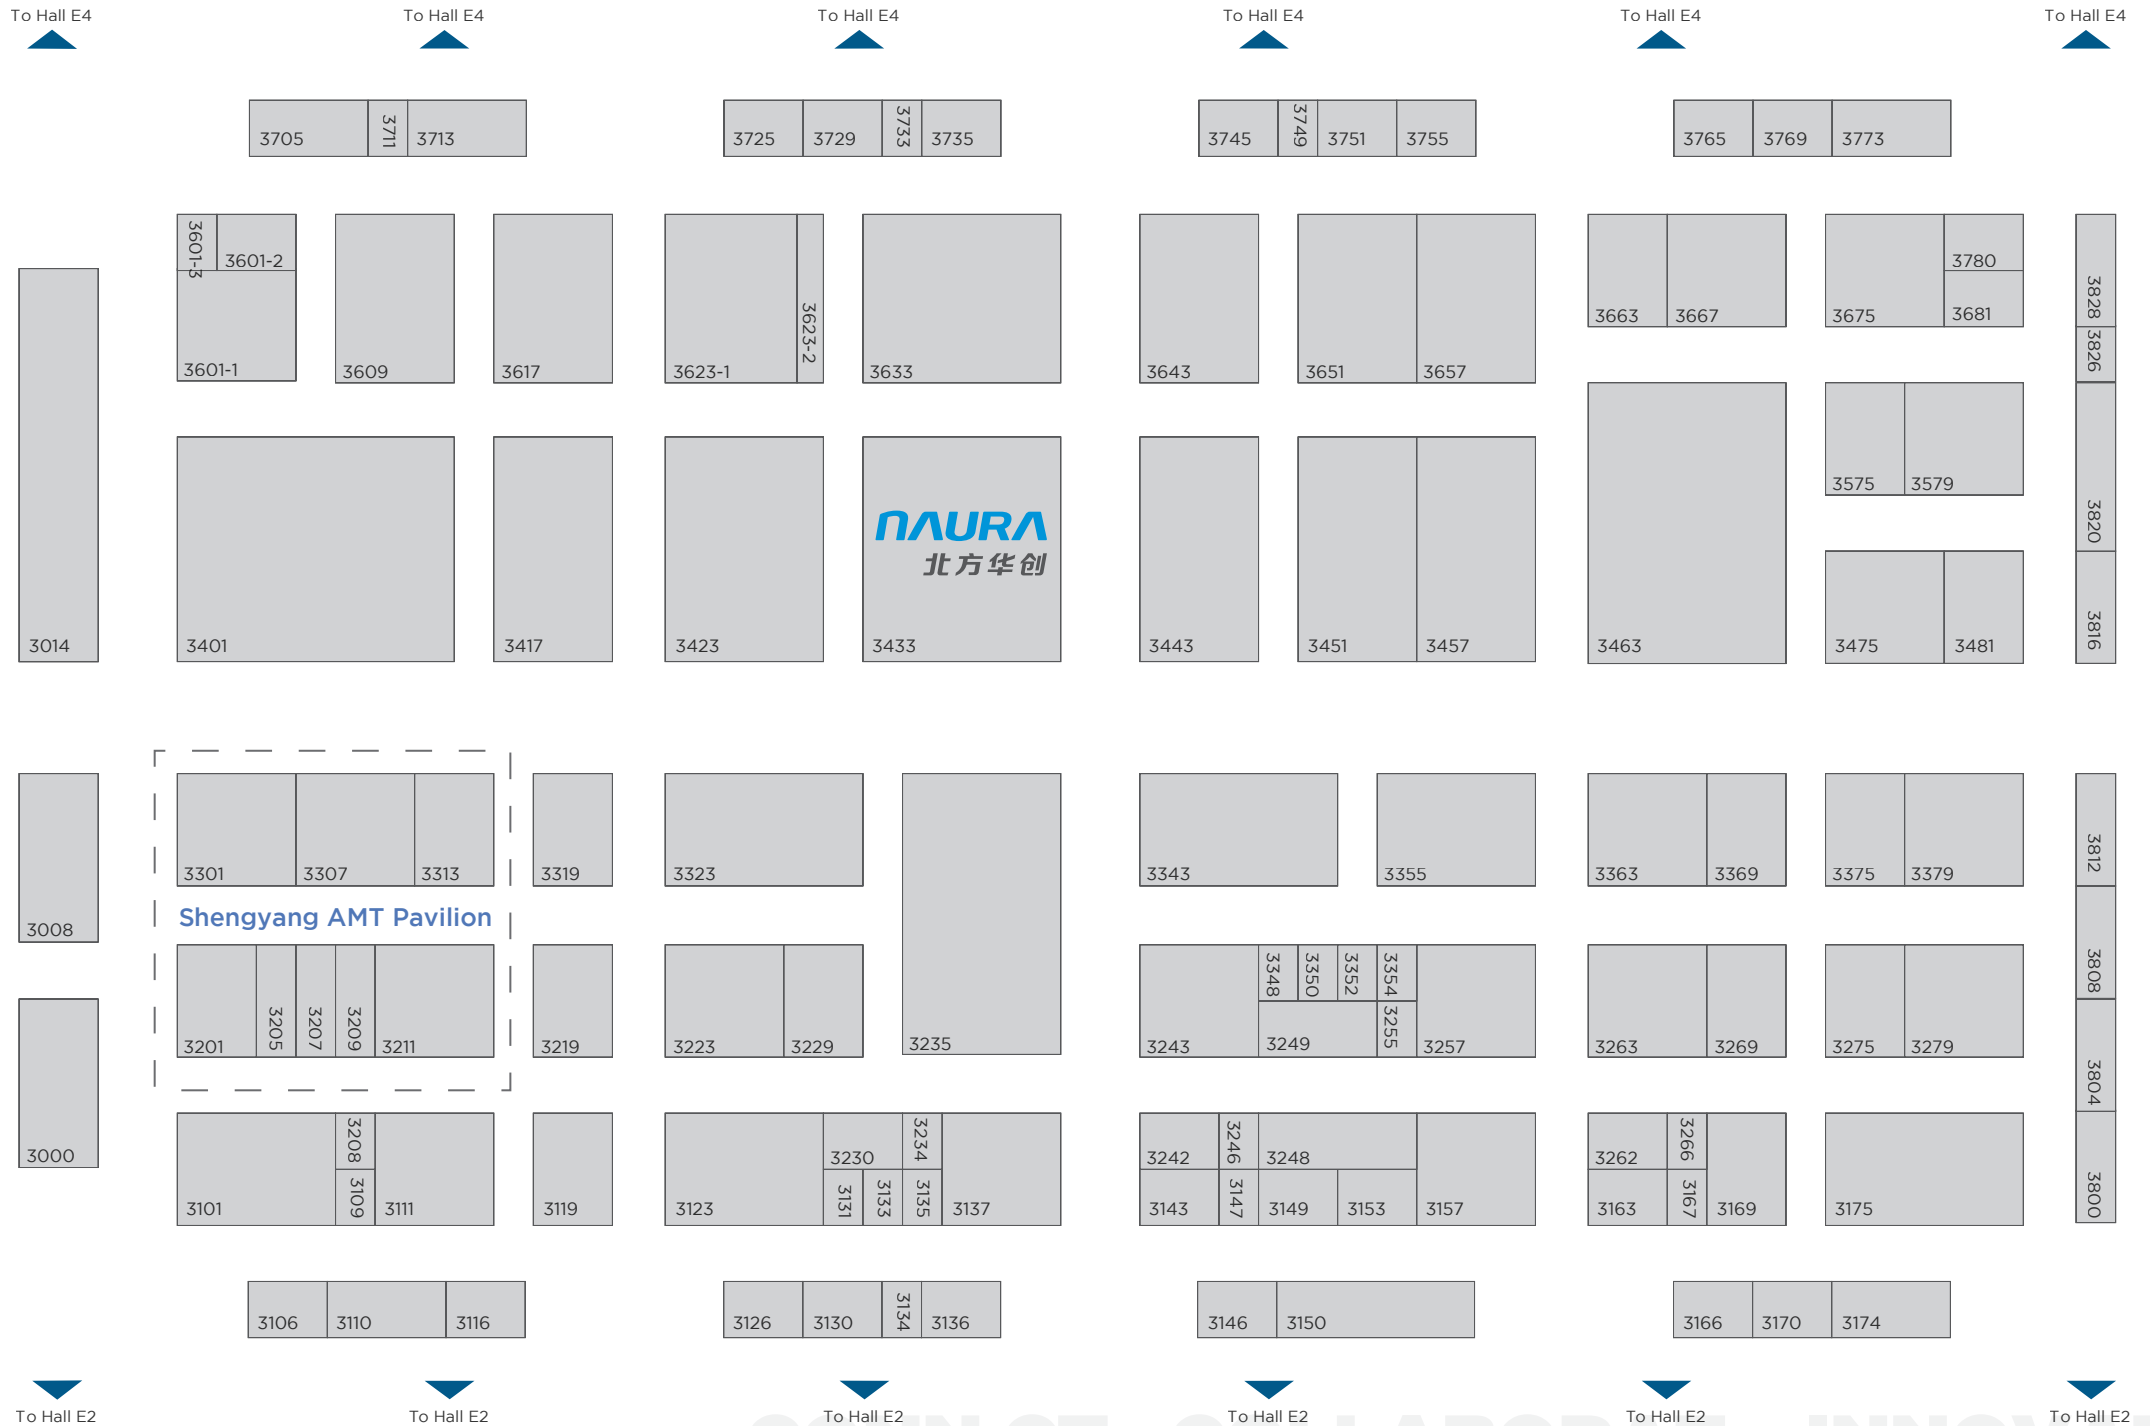 To Hall E4 To Hall E4 To Hall E4 To Hall E4 To Hall E4 To Hall E4
3705 3711 3713 3725 3729 3733 3735 3745 3749 3751 3755 3765 3769 3773
3601-3 3601-2 3780
3828
3663 3667 3675 3681
3623-2 3826
3601-1 3609 3617 3623-1 3633 3643 3651 3657
3575 3579
NAURA
3820
北方华创
3816
3014 3401 3417 3423 3433 3443 3451 3457 3463 3475 3481
3301 3307 3313 3319 3323 3343 3355 3363 3369 3375 3379 3812
Shengyang AMT Pavilion
3008
3348 3350 3352 3354 3808
3201 3205 3207 3209 3211 3219 3223 3229 3235 3243 3249 3255 3257 3263 3269 3275 3279
3804
3000 3208 3230 3234 3242 3246 3248 3262 3266
3101 3109 3111 3119 3123 3131 3133 3135 3137 3143 3147 3149 3153 3157 3163 3167 3169 3175 3800
3106 3110 3116 3126 3130 3134 3136 3146 3150 3166 3170 3174
To Hall E2 To Hall E2 To Hall E2 To Hall E2 To Hall E2 To Hall E2